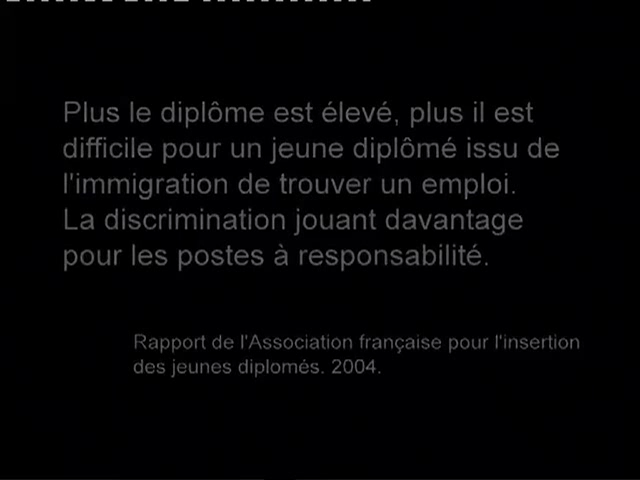 Plus le diplôme est élevé, plus il est
difficile pour un jeune diplômé issu de
l'immigration de trouver un emploi.
La discrimination jouant davantage
pour les postes à responsabilité.
Rapport de l'Association française pour l'insertion
des jeunes diplomés. 2004.